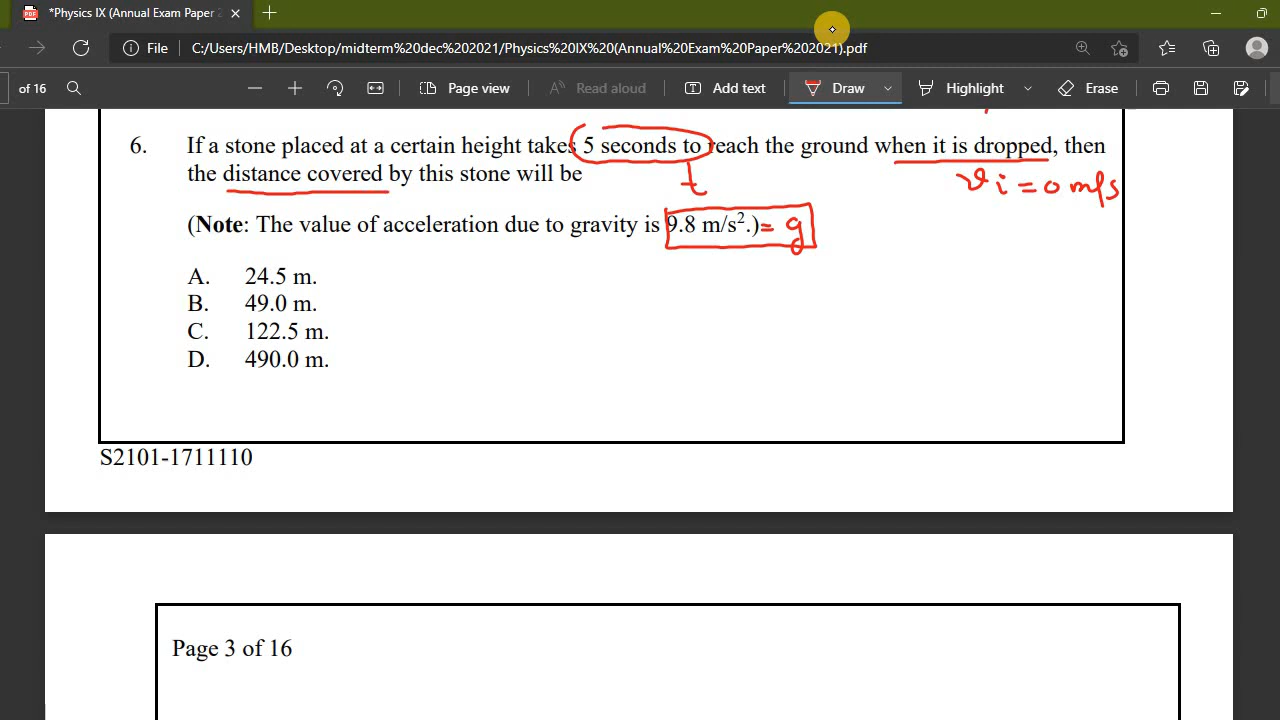 *Physics IX (Annual Exam Paper 2
File C:/Users/HMB/Desktop/midterm%20dec%202021/Physics%20IX%20(Annual%20Exam%20Paper%202021).pdf
of 16 Page view Read aloud Add text Draw Highlight Erase
6. If a stone placed at a certain height takes 5 seconds to reach the ground when it is dropped, then
the distance covered by this stone will be
t
vi = 0 m/s
(Note: The value of acceleration due to gravity is 9.8 m/s².) = g
A. 24.5 m.
B. 49.0 m.
C. 122.5 m.
D. 490.0 m.
S2101-1711110
Page 3 of 16